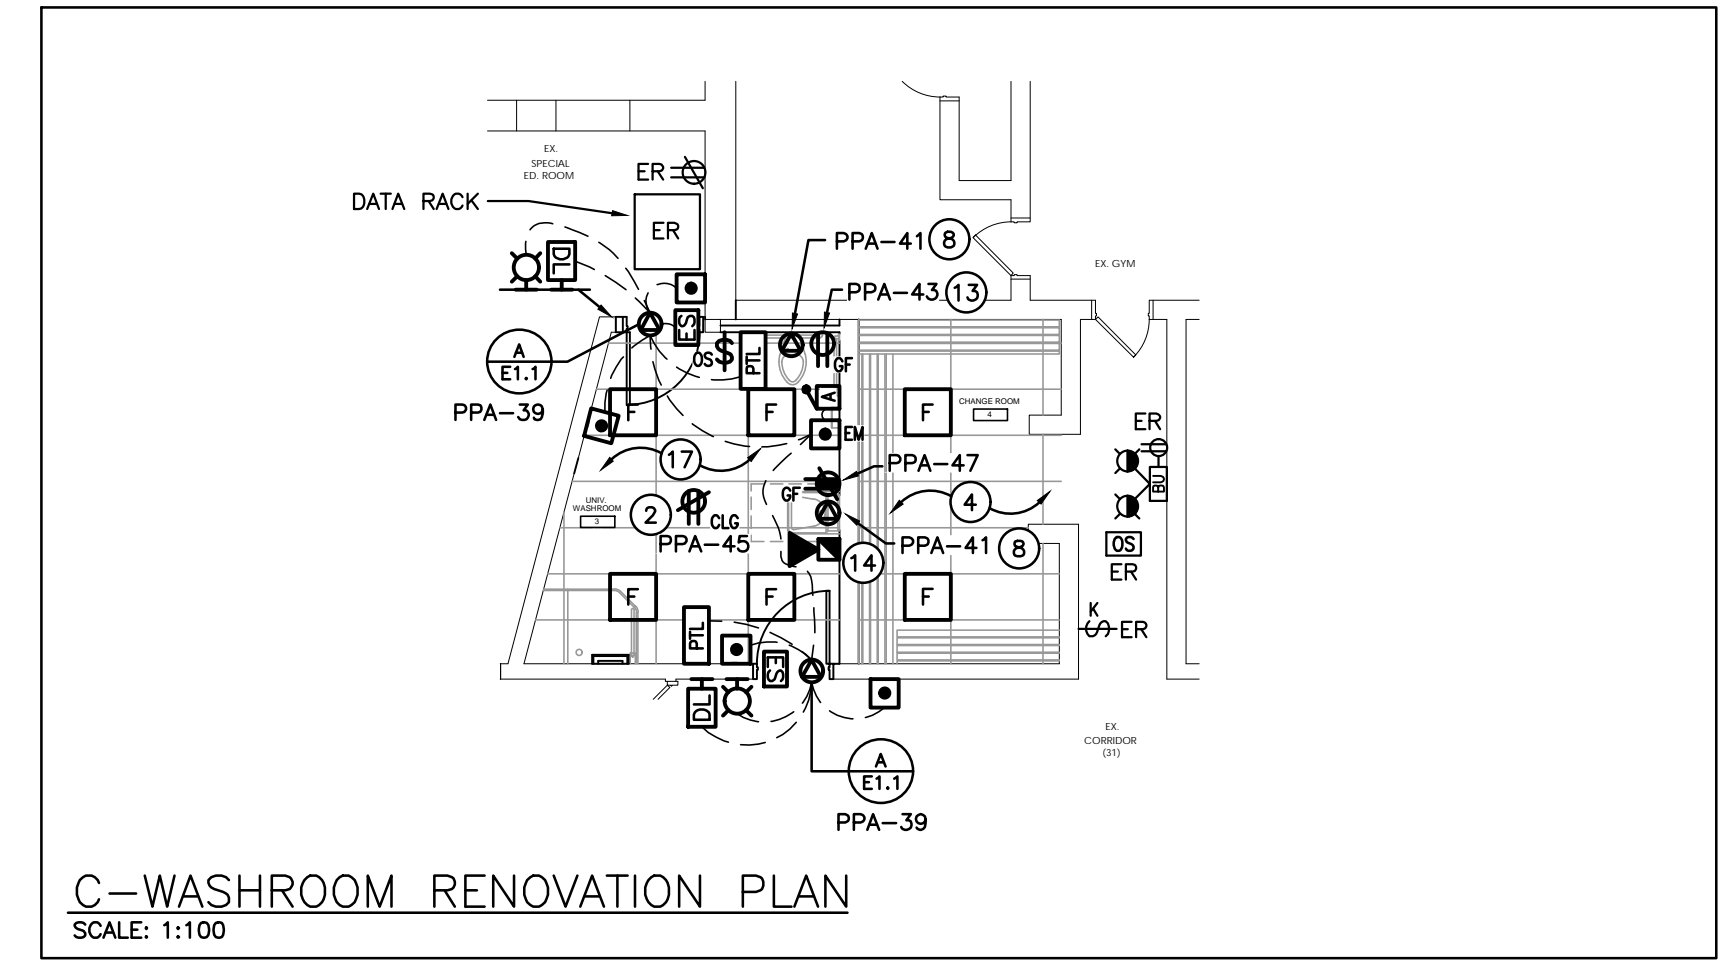 EX.
SPECIAL
ED. ROOM
ER
DATA RACK
ER
PPA-41 8
EX. GYM
DL
PPA-43 13
ES
A
E1.1
OS $
PTL
GF
PPA-39
F
F
A
F
CHANGE ROOM
4
EM
ER
17
PPA-47
BU
GF
UNIV.
WASHROOM
3
2
CLG
4
PPA-45
PPA-41 8
14
OS
ER
F
F
F
K
ER
PTL
ES
DL
EX.
CORRIDOR
(31)
A
E1.1
PPA-39
C-WASHROOM RENOVATION PLAN
SCALE: 1:100